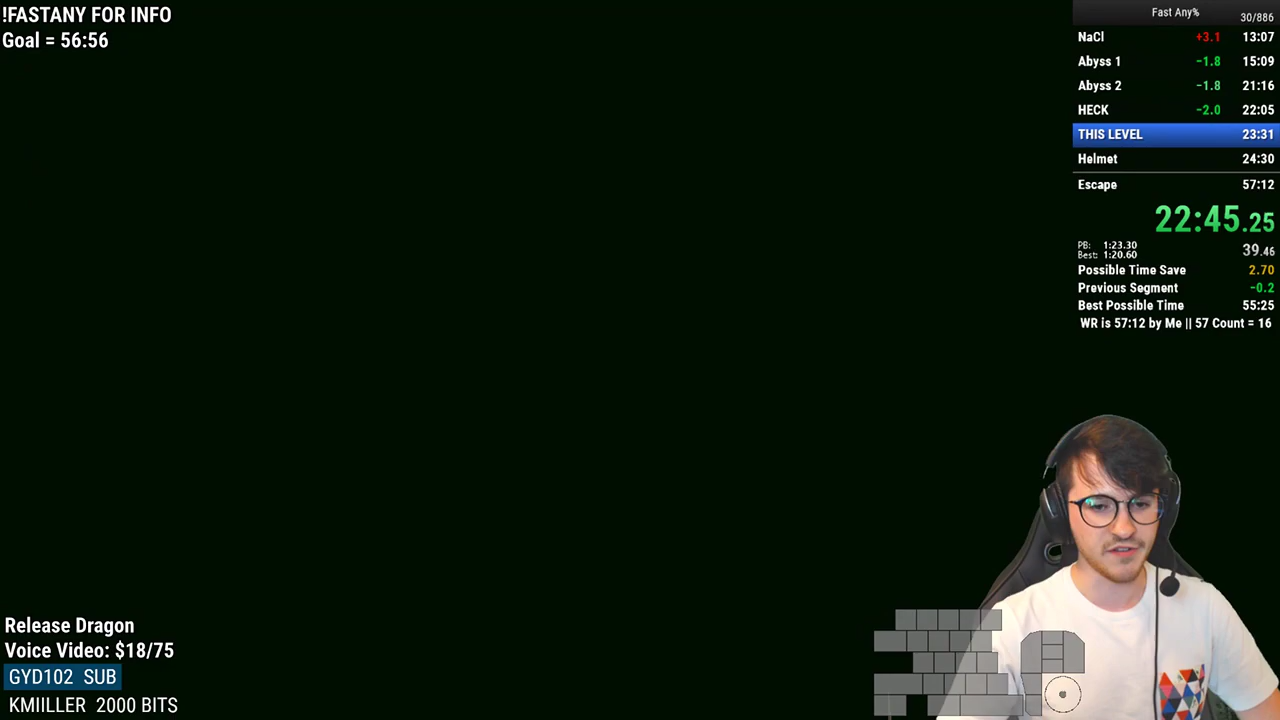 !FASTANY FOR INFO
Goal = 56:56
Fast Any% 30/886
NaCl +3.1 13:07
Abyss 1 -1.8 15:09
Abyss 2 -1.8 21:16
HECK -2.0 22:05
THIS LEVEL 23:31
Helmet 24:30
Escape 57:12
22:45.25
PB: 1:23.30 39.46
Best: 1:20.60
Possible Time Save 2.70
Previous Segment -0.2
Best Possible Time 55:25
WR is 57:12 by Me || 57 Count = 16
Release Dragon
Voice Video: $18/75
GYD102 SUB
KMIILLER 2000 BITS